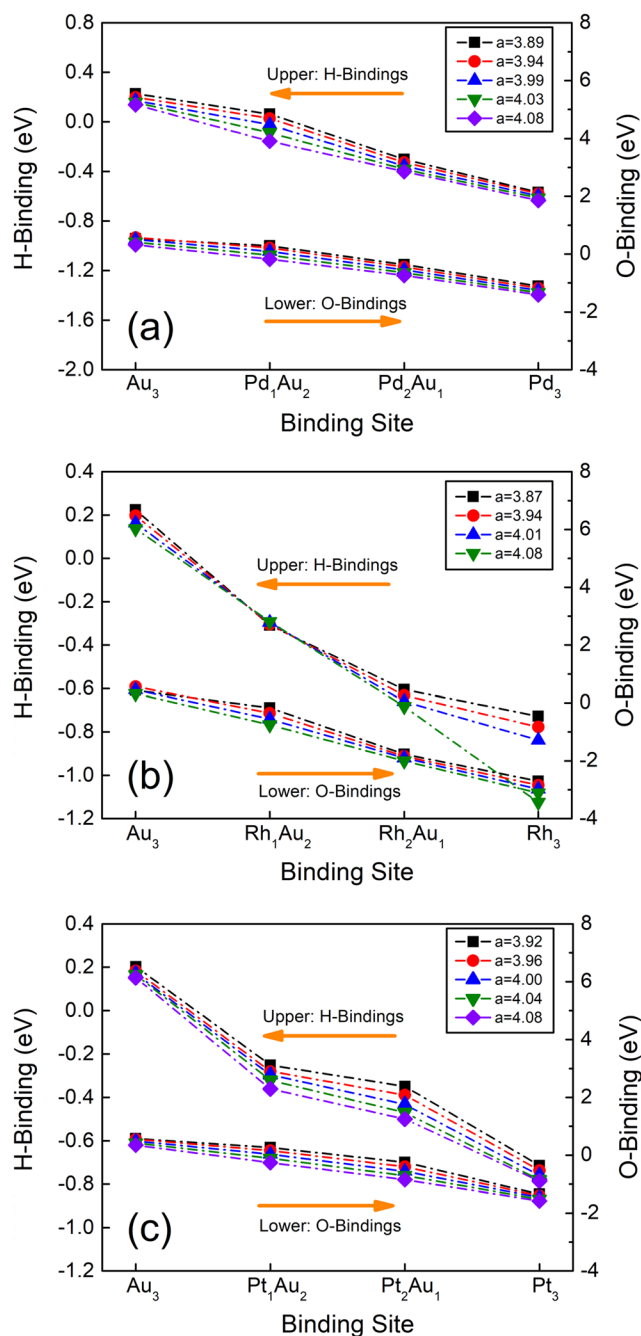 0.8
0.4
0.0
-0.4
-0.8
-1.2
-1.6
-2.0
H-Binding (eV)
8
6
4
2
0
-2
-4
O-Binding (eV)
a=3.89
a=3.94
a=3.99
a=4.03
a=4.08
Upper: H-Bindings
Lower: O-Bindings
(a)
Au₃ Pd₁Au₂ Pd₂Au₁ Pd₃
Binding Site
0.4
0.2
0.0
-0.2
-0.4
-0.6
-0.8
-1.0
-1.2
H-Binding (eV)
8
6
4
2
0
-2
-4
O-Binding (eV)
a=3.87
a=3.94
a=4.01
a=4.08
Upper: H-Bindings
Lower: O-Bindings
(b)
Au₃ Rh₁Au₂ Rh₂Au₁ Rh₃
Binding Site
0.4
0.2
0.0
-0.2
-0.4
-0.6
-0.8
-1.0
-1.2
H-Binding (eV)
8
6
4
2
0
-2
-4
O-Binding (eV)
a=3.92
a=3.96
a=4.00
a=4.04
a=4.08
Upper: H-Bindings
Lower: O-Bindings
(c)
Au₃ Pt₁Au₂ Pt₂Au₁ Pt₃
Binding Site